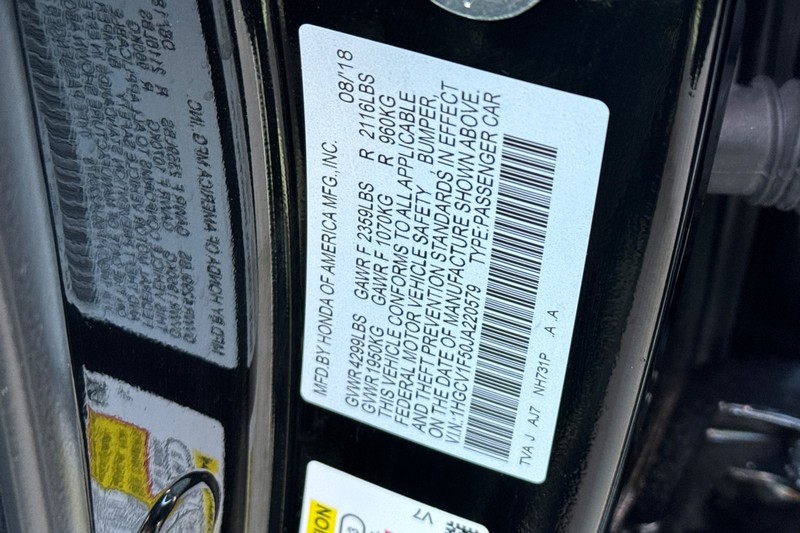 MFD.BY HONDA OF AMERICA MFG.,INC. 08/'18
GVWR 4299LBS GAWR F 2359LBS R 2116LBS
GVWR 1950KG GAWR F 1070KG R 960KG
THIS VEHICLE CONFORMS TO ALL APPLICABLE
FEDERAL MOTOR VEHICLE SAFETY, BUMPER,
AND THEFT PREVENTION STANDARDS IN EFFECT
ON THE DATE OF MANUFACTURE SHOWN ABOVE.
V.I.N.:1HGCV1F50JA220579 TYPE:PASSENGER CAR
TVA J AJ7 NH731P A A